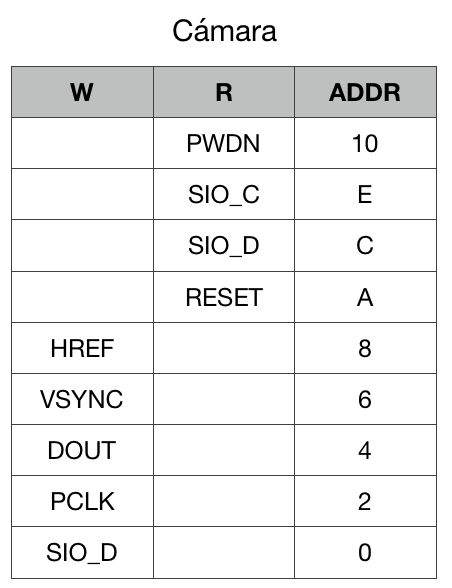 Cámara
W R ADDR
PWDN 10
SIO_C E
SIO_D C
RESET A
HREF 8
VSYNC 6
DOUT 4
PCLK 2
SIO_D 0